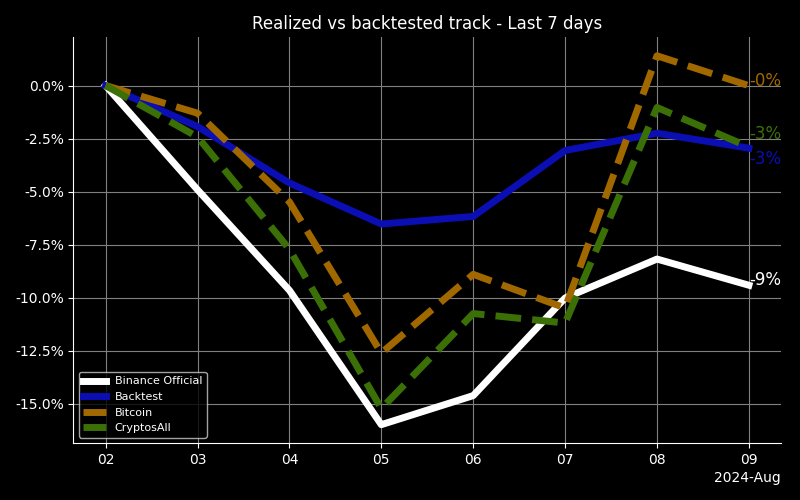 Realized vs backtested track - Last 7 days
0.0%
-2.5%
-5.0%
-7.5%
-10.0%
-12.5%
-15.0%
-0%
-3%
-3%
-9%
Binance Official
Backtest
Bitcoin
CryptosAll
02 03 04 05 06 07 08 09
2024-Aug